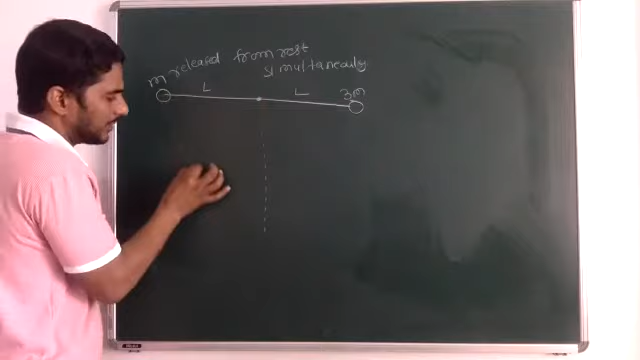 m released from rest
simultaneously.
L L 3m